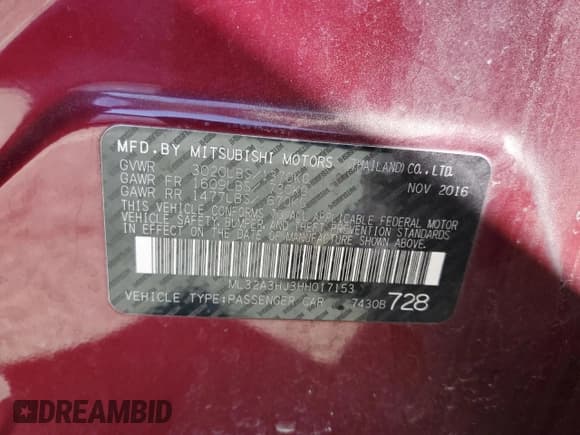 MFD.BY MITSUBISHI MOTORS (THAILAND)CO.,LTD.
GVWR 3020LBS 1370KG NOV 2016
GAWR FR 1609LBS 730KG
GAWR RR 1477LBS 670KG
THIS VEHICLE CONFORMS TO ALL APPLICABLE FEDERAL MOTOR
VEHICLE SAFETY, BUMPER AND THEFT PREVENTION STANDARDS
IN EFFECT ON THE DATE OF MANUFACTURE SHOWN ABOVE.
ML32A3HJ3HH017153
VEHICLE TYPE:PASSENGER CAR 7430B 728
DREAMBID